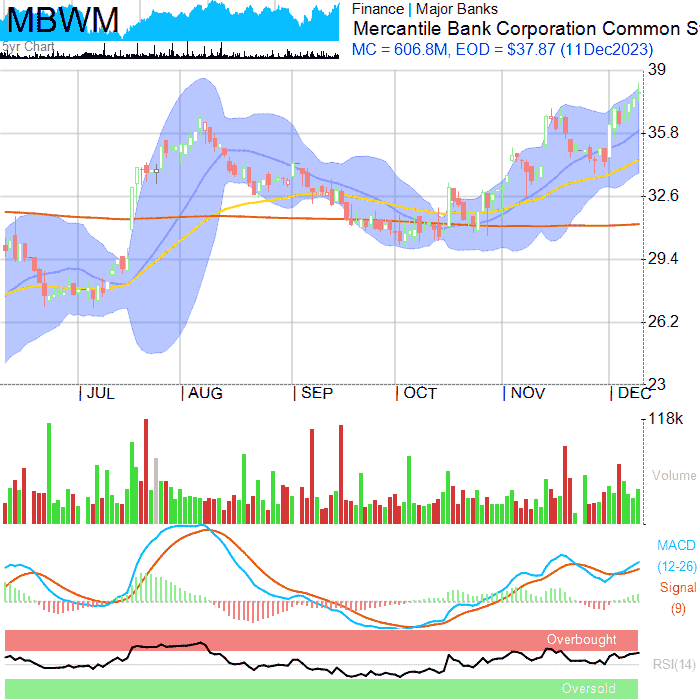 MBWM
5yr Chart
Finance | Major Banks
Mercantile Bank Corporation Common S
MC = 606.8M, EOD = $37.87 (11Dec2023)
39
35.8
32.6
29.4
26.2
23
JUL
AUG
SEP
OCT
NOV
DEC
118k
Volume
MACD
(12-26)
Signal
(9)
Overbought
RSI(14)
Oversold